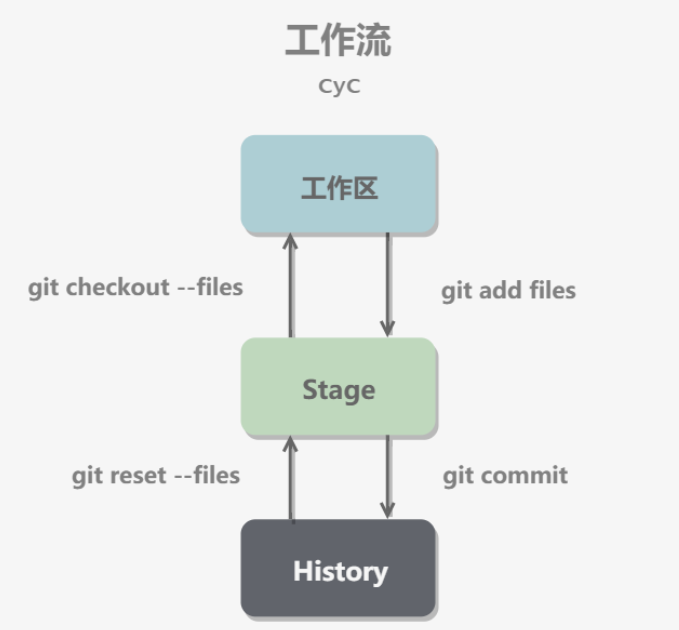 工作流
CyC
工作区
git checkout --files
git add files
Stage
git reset --files
git commit
History